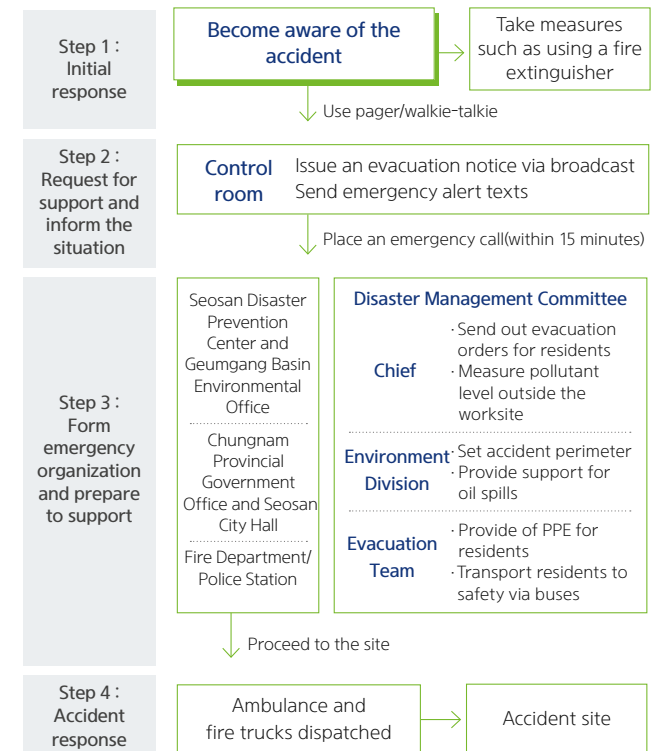 Step 1 :
Initial
response
Become aware of the
accident
Take measures
such as using a fire
extinguisher
Use pager/walkie-talkie
Step 2 :
Request for
support and
inform the
situation
Control
room
Issue an evacuation notice via broadcast
Send emergency alert texts
Place an emergency call(within 15 minutes)
Step 3 :
Form
emergency
organization
and prepare
to support
Seosan Disaster
Prevention
Center and
Geumgang Basin
Environmental
Office
Chungnam
Provincial
Government
Office and Seosan
City Hall
Fire Department/
Police Station
Disaster Management Committee
Chief
· Send out evacuation
orders for residents
· Measure pollutant
level outside the
worksite
Environment
Division
· Set accident perimeter
· Provide support for
oil spills
Evacuation
Team
· Provide of PPE for
residents
· Transport residents to
safety via buses
Proceed to the site
Step 4 :
Accident
response
Ambulance and
fire trucks dispatched
Accident site